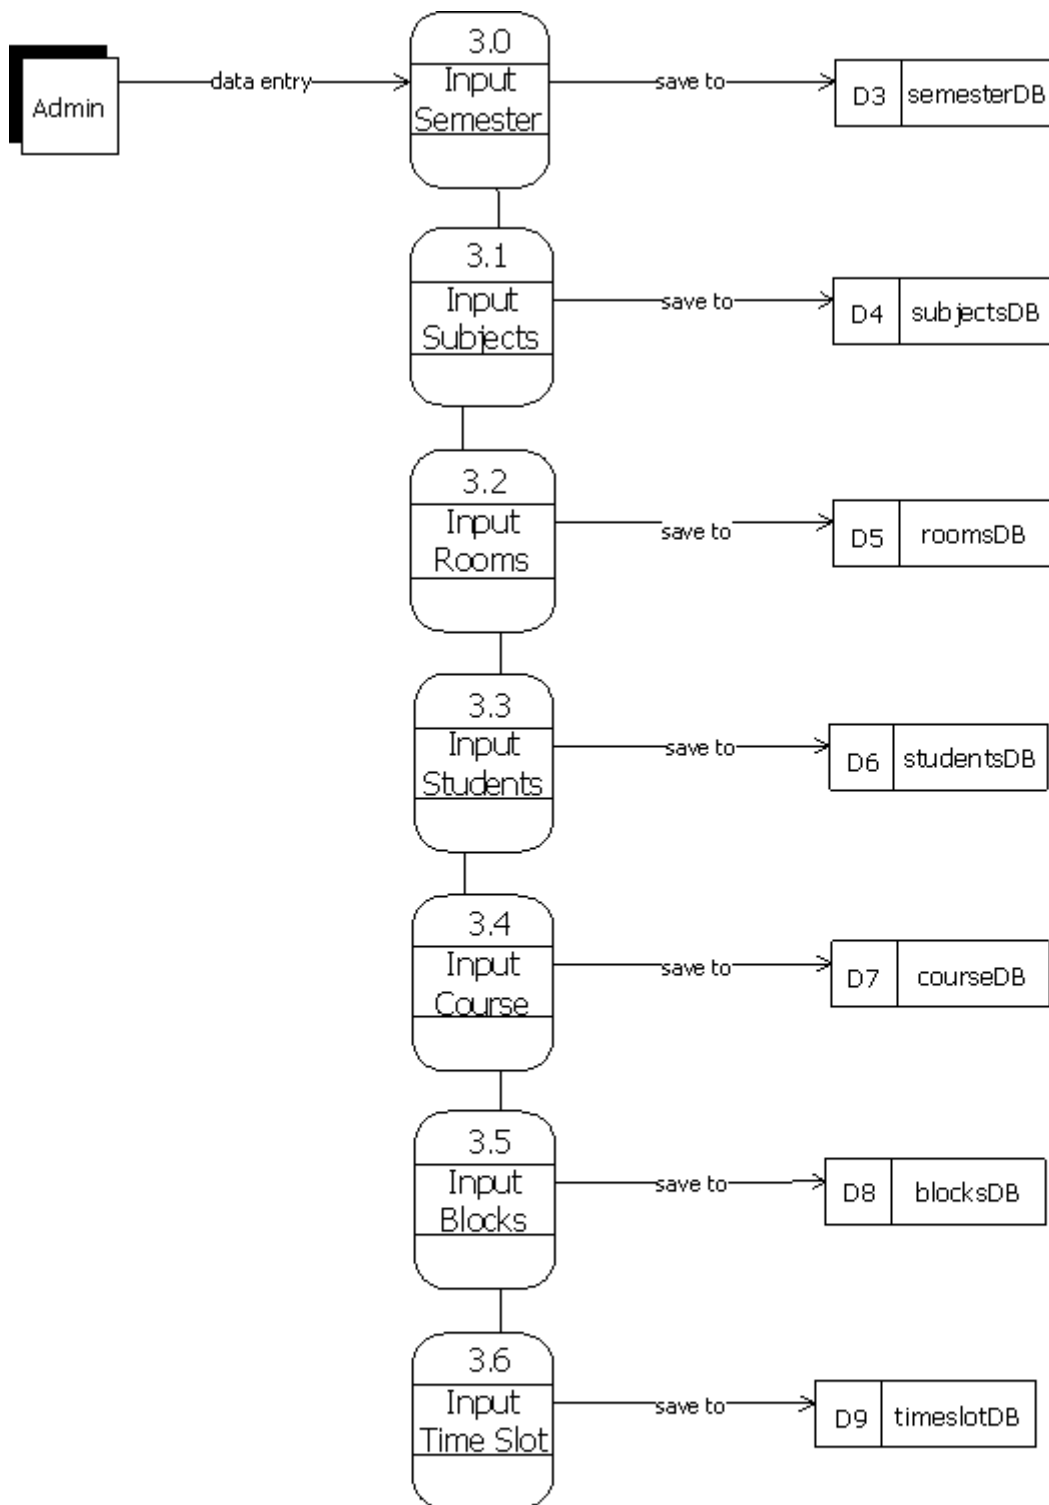 3.0
Admin
data entry
Input
Semester
save to
D3
semesterDB
3.1
Input
Subjects
save to
D4
subjectsDB
3.2
Input
Rooms
save to
D5
roomsDB
3.3
Input
Students
save to
D6
studentsDB
3.4
Input
Course
save to
D7
courseDB
3.5
Input
Blocks
save to
D8
blocksDB
3.6
Input
Time Slot
save to
D9
timeslotDB